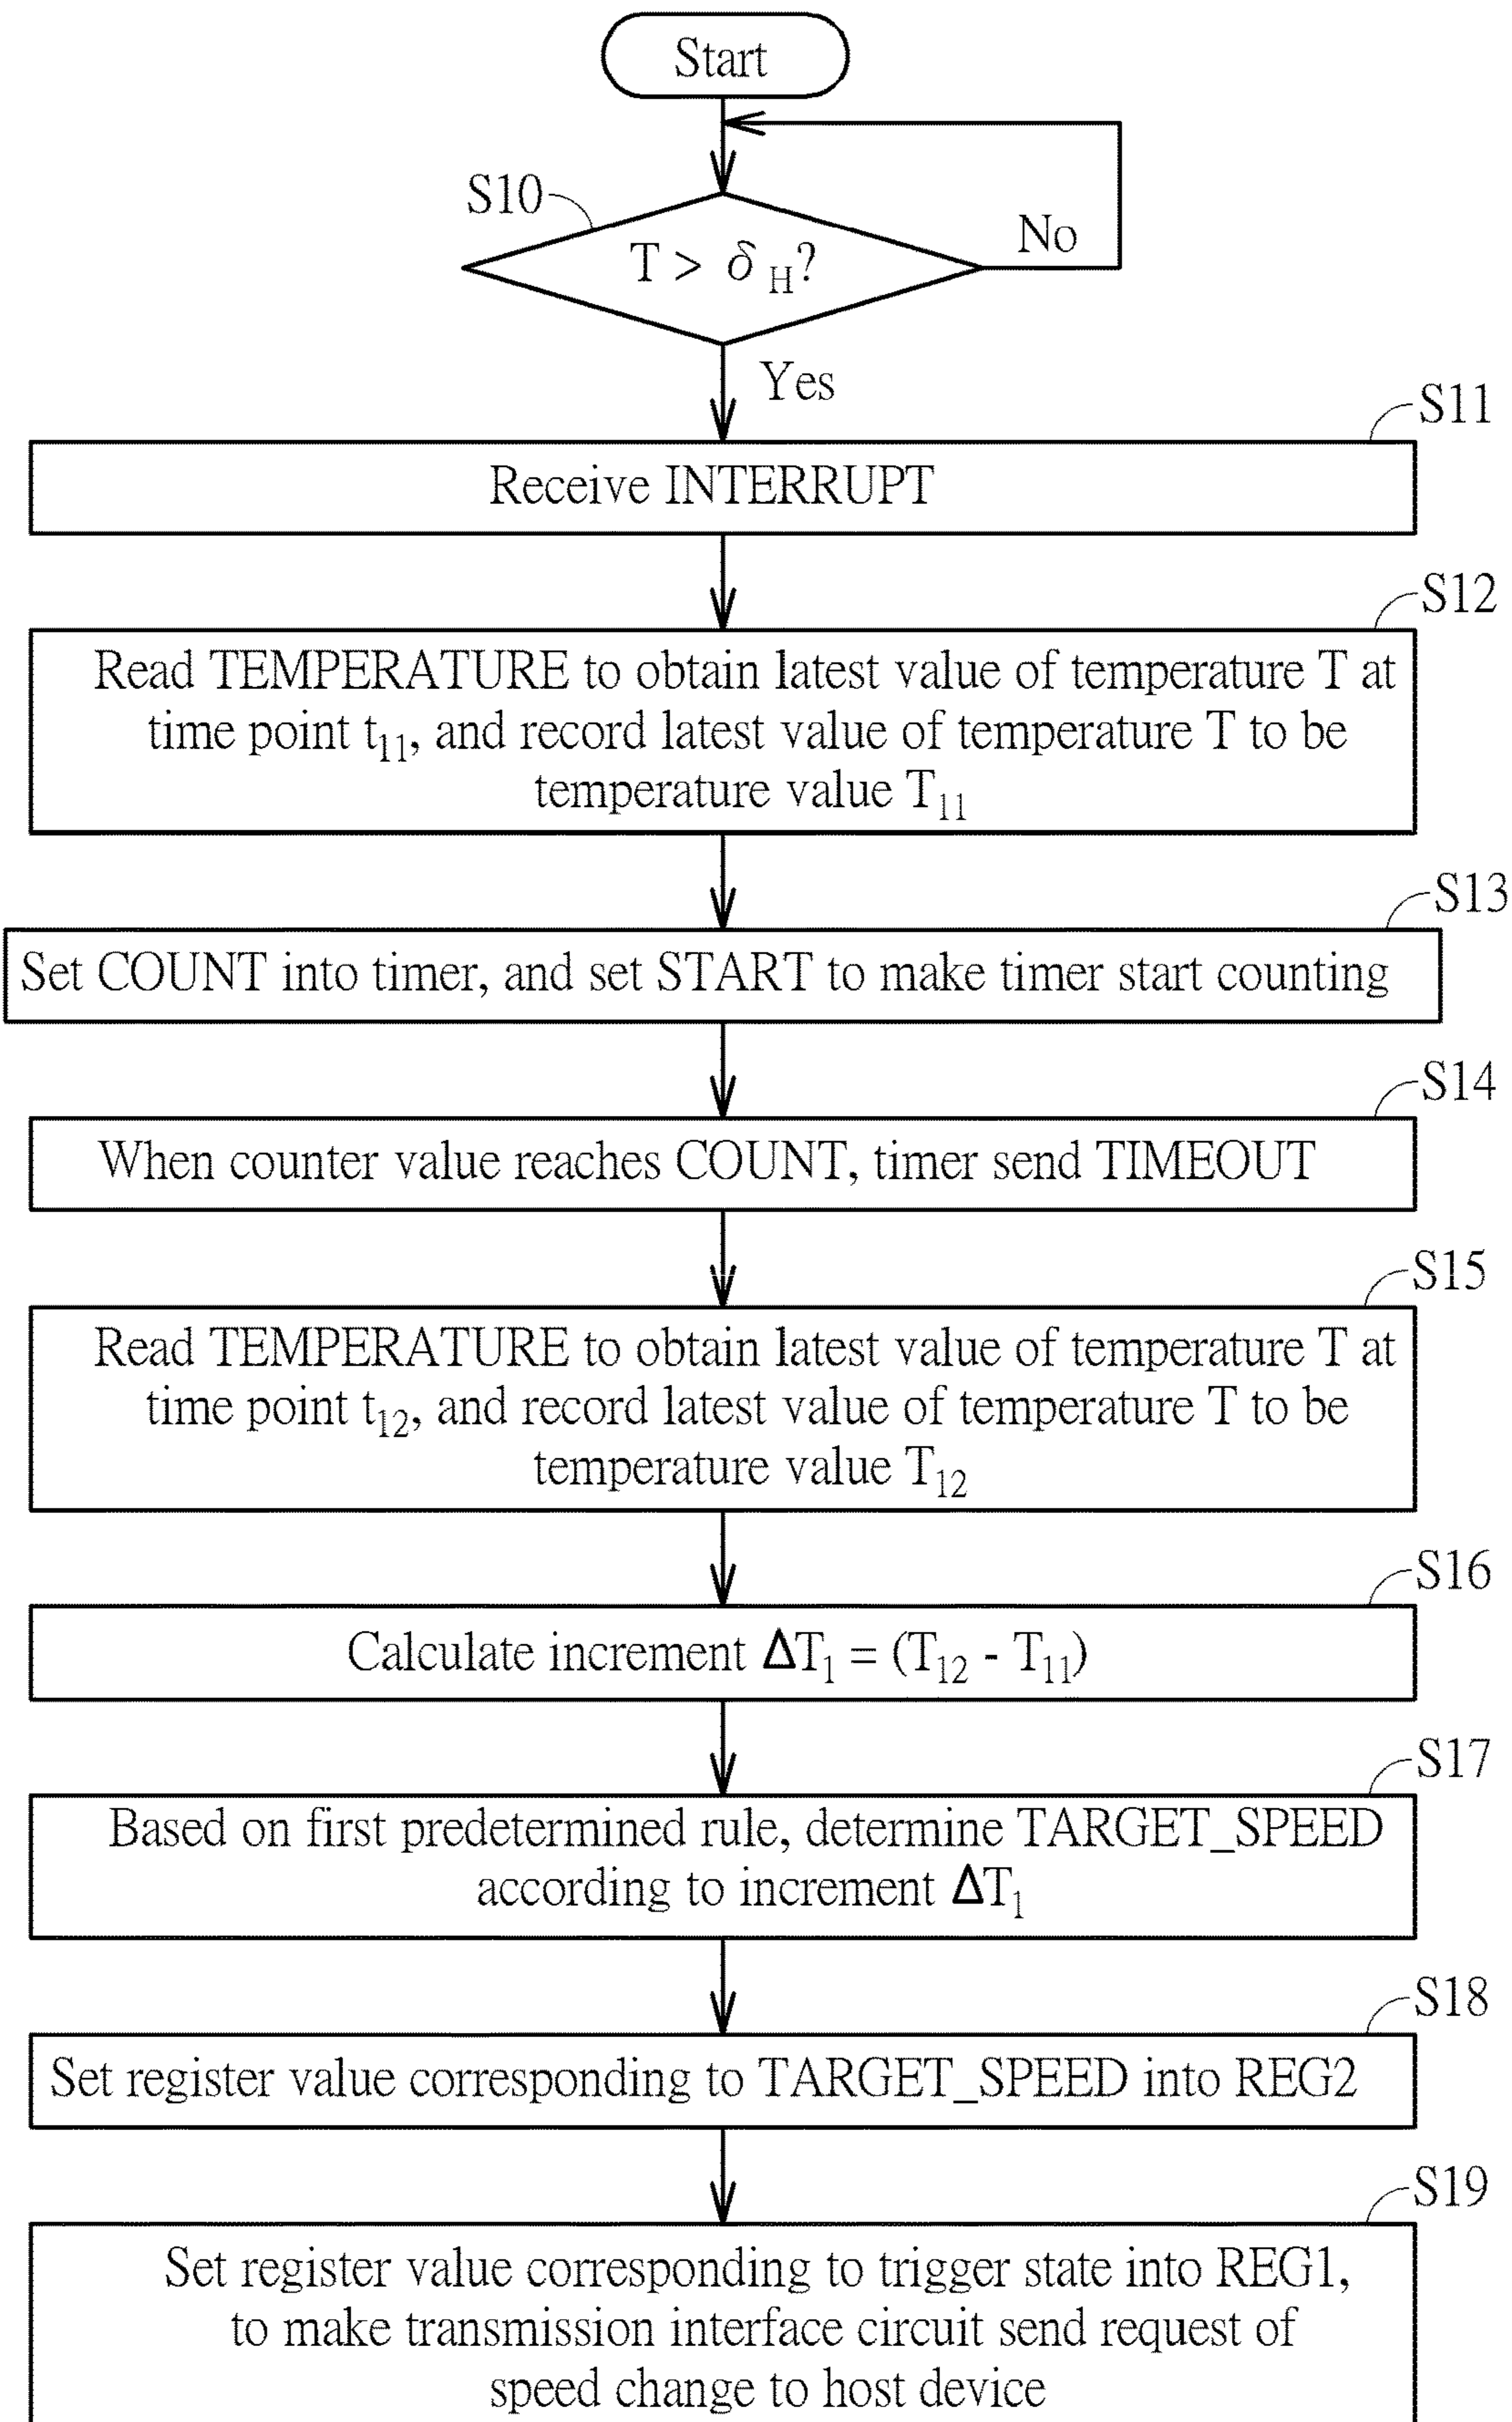 Start
S10
T > δH?
No
Yes
S11
Receive INTERRUPT
S12
Read TEMPERATURE to obtain latest value of temperature T at
time point t11, and record latest value of temperature T to be
temperature value T11
S13
Set COUNT into timer, and set START to make timer start counting
S14
When counter value reaches COUNT, timer send TIMEOUT
S15
Read TEMPERATURE to obtain latest value of temperature T at
time point t12, and record latest value of temperature T to be
temperature value T12
S16
Calculate increment ΔT1 = (T12 - T11)
S17
Based on first predetermined rule, determine TARGET_SPEED
according to increment ΔT1
S18
Set register value corresponding to TARGET_SPEED into REG2
S19
Set register value corresponding to trigger state into REG1,
to make transmission interface circuit send request of
speed change to host device